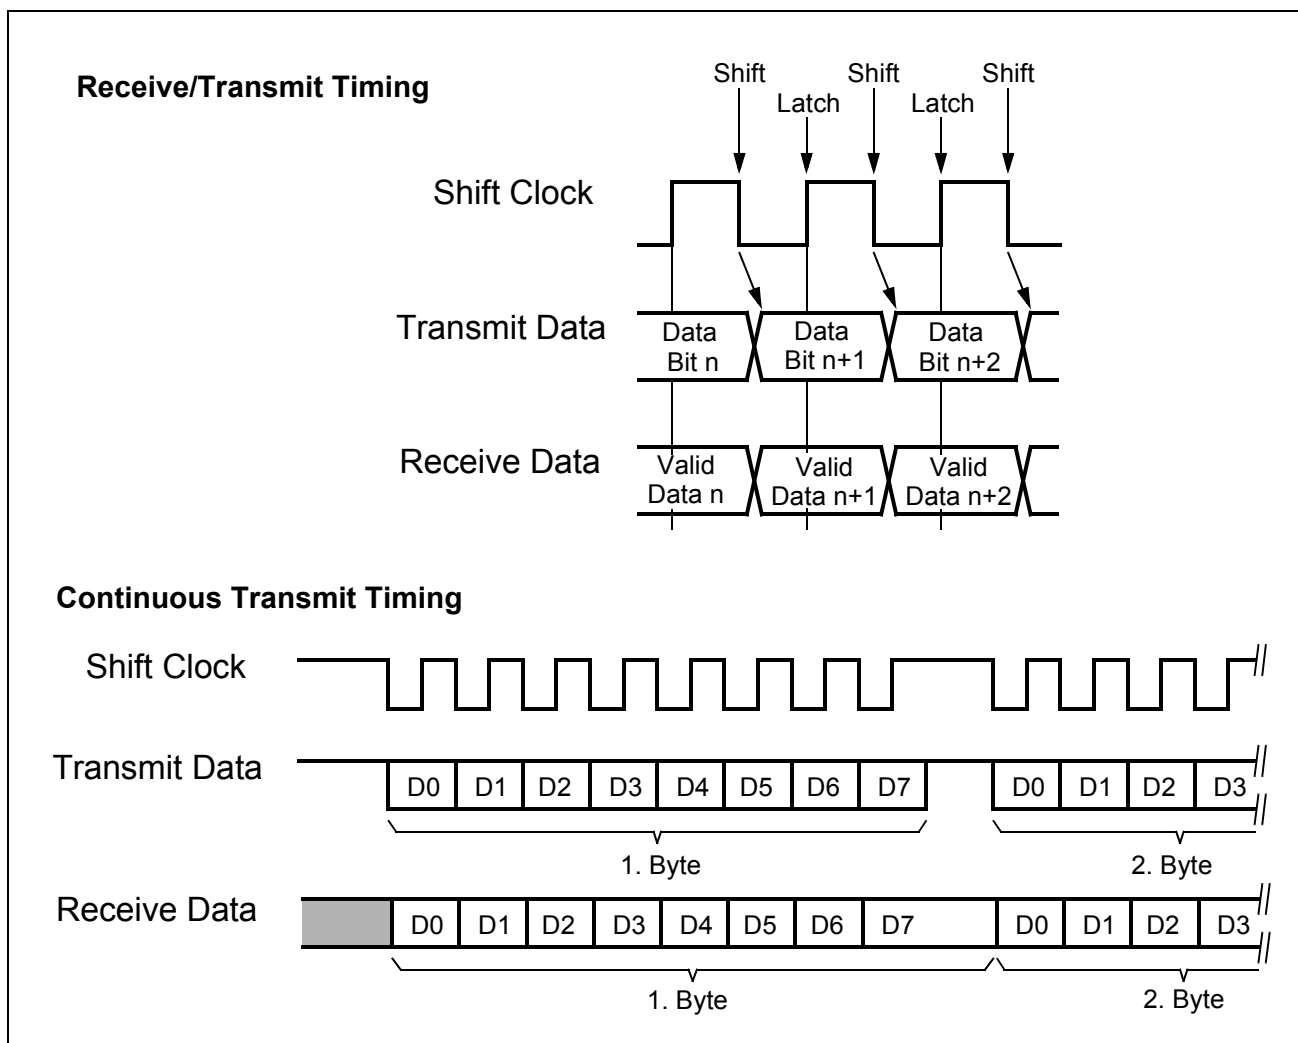 Receive/Transmit Timing
Shift Shift Shift
Latch Latch
Shift Clock
Transmit Data
Data Bit n
Data Bit n+1
Data Bit n+2
Receive Data
Valid Data n
Valid Data n+1
Valid Data n+2
Continuous Transmit Timing
Shift Clock
Transmit Data D0 D1 D2 D3 D4 D5 D6 D7 D0 D1 D2 D3
1. Byte 2. Byte
Receive Data D0 D1 D2 D3 D4 D5 D6 D7 D0 D1 D2 D3
1. Byte 2. Byte